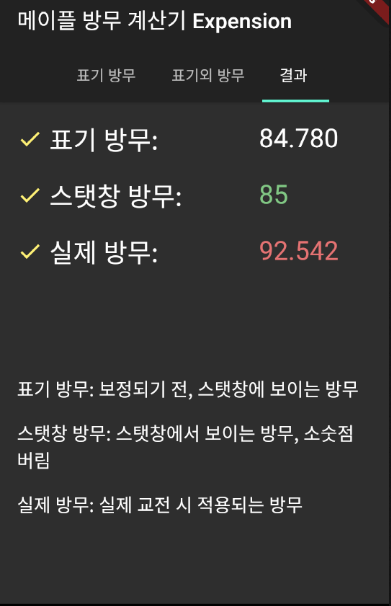 메이플 방무 계산기 Expension
표기 방무 표기외 방무 결과
표기 방무: 84.780
스탯창 방무: 85
실제 방무: 92.542
표기 방무: 보정되기 전, 스탯창에 보이는 방무
스탯창 방무: 스탯창에서 보이는 방무, 소숫점
버림
실제 방무: 실제 교전 시 적용되는 방무